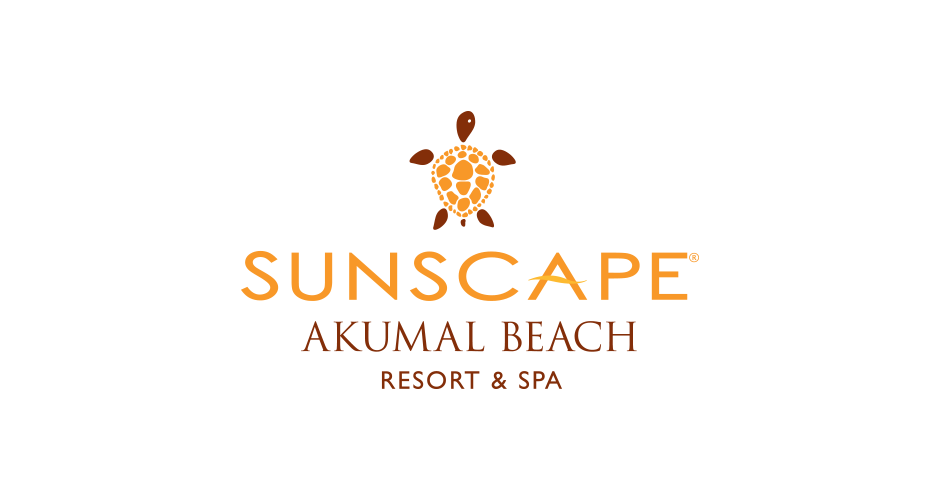 SUNSCAPE®
AKUMAL BEACH
RESORT & SPA